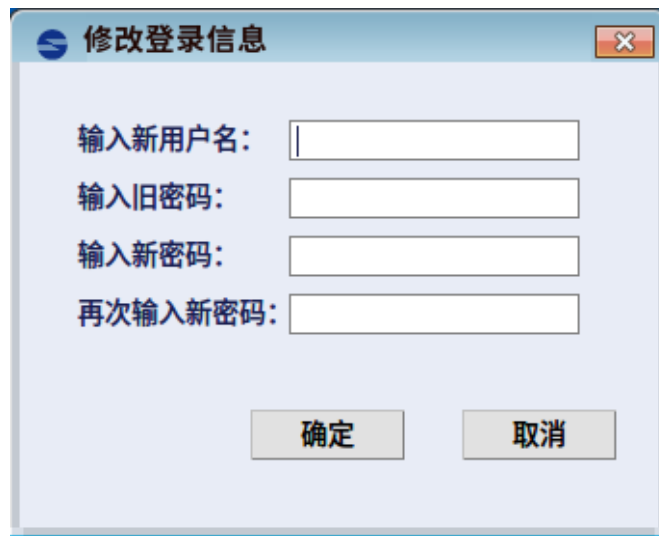 修改登录信息
输入新用户名：
输入旧密码：
输入新密码：
再次输入新密码：
确定 取消